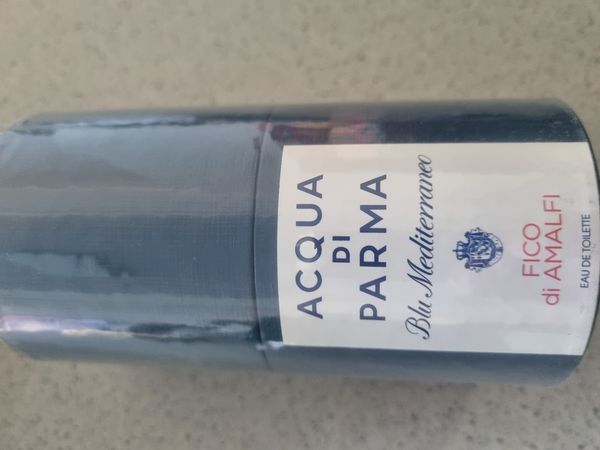 ACQUA
DI
PARMA
Blu Mediterraneo
FICO
di AMALFI
EAU DE TOILETTE